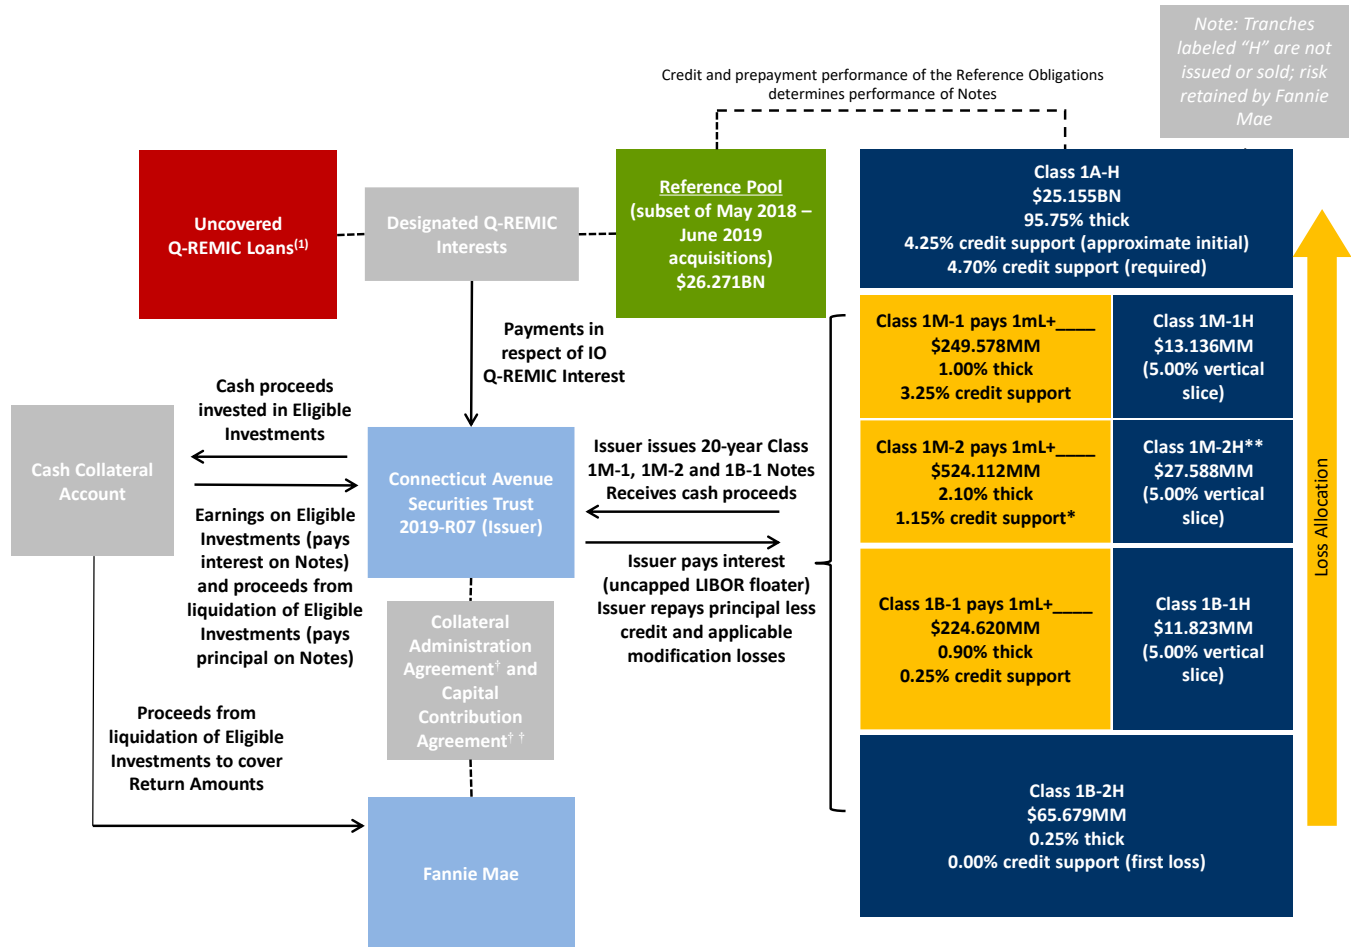 Note: Tranches
labeled “H” are not
issued or sold; risk
retained by Fannie
Mae
Credit and prepayment performance of the Reference Obligations
determines performance of Notes
Uncovered
Q-REMIC Loans(1)
Designated Q-REMIC
Interests
Reference Pool
(subset of May 2018 –
June 2019
acquisitions)
$26.271BN
Class 1A-H
$25.155BN
95.75% thick
4.25% credit support (approximate initial)
4.70% credit support (required)
Payments in
respect of IO
Q-REMIC Interest
Class 1M-1 pays 1mL+____
$249.578MM
1.00% thick
3.25% credit support
Class 1M-1H
$13.136MM
(5.00% vertical
slice)
Cash proceeds
invested in Eligible
Investments
Cash Collateral
Account
Connecticut Avenue
Securities Trust
2019-R07 (Issuer)
Issuer issues 20-year Class
1M-1, 1M-2 and 1B-1 Notes
Receives cash proceeds
Class 1M-2 pays 1mL+____
$524.112MM
2.10% thick
1.15% credit support*
Class 1M-2H**
$27.588MM
(5.00% vertical
slice)
Loss Allocation
Earnings on Eligible
Investments (pays
interest on Notes)
and proceeds from
liquidation of Eligible
Investments (pays
principal on Notes)
Issuer pays interest
(uncapped LIBOR floater)
Issuer repays principal less
credit and applicable
modification losses
Class 1B-1 pays 1mL+____
$224.620MM
0.90% thick
0.25% credit support
Class 1B-1H
$11.823MM
(5.00% vertical
slice)
Collateral
Administration
Agreement† and
Capital
Contribution
Agreement† †
Proceeds from
liquidation of Eligible
Investments to cover
Return Amounts
Fannie Mae
Class 1B-2H
$65.679MM
0.25% thick
0.00% credit support (first loss)